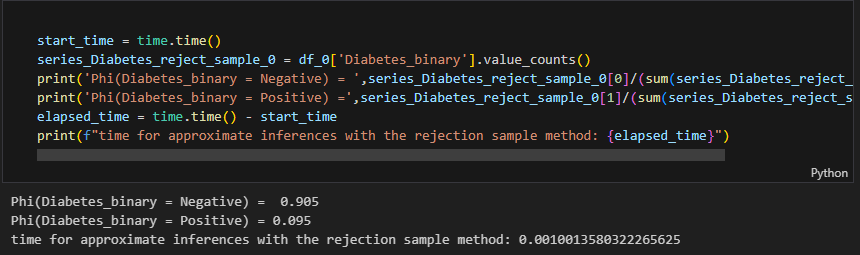 start_time = time.time()
series_Diabetes_reject_sample_0 = df_0['Diabetes_binary'].value_counts()
print('Phi(Diabetes_binary = Negative) = ',series_Diabetes_reject_sample_0[0]/(sum(series_Diabetes_reject_
print('Phi(Diabetes_binary = Positive) =',series_Diabetes_reject_sample_0[1]/(sum(series_Diabetes_reject_s
elapsed_time = time.time() - start_time
print(f"time for approximate inferences with the rejection sample method: {elapsed_time}")
Python
Phi(Diabetes_binary = Negative) =  0.905
Phi(Diabetes_binary = Positive) = 0.095
time for approximate inferences with the rejection sample method: 0.0010013580322265625